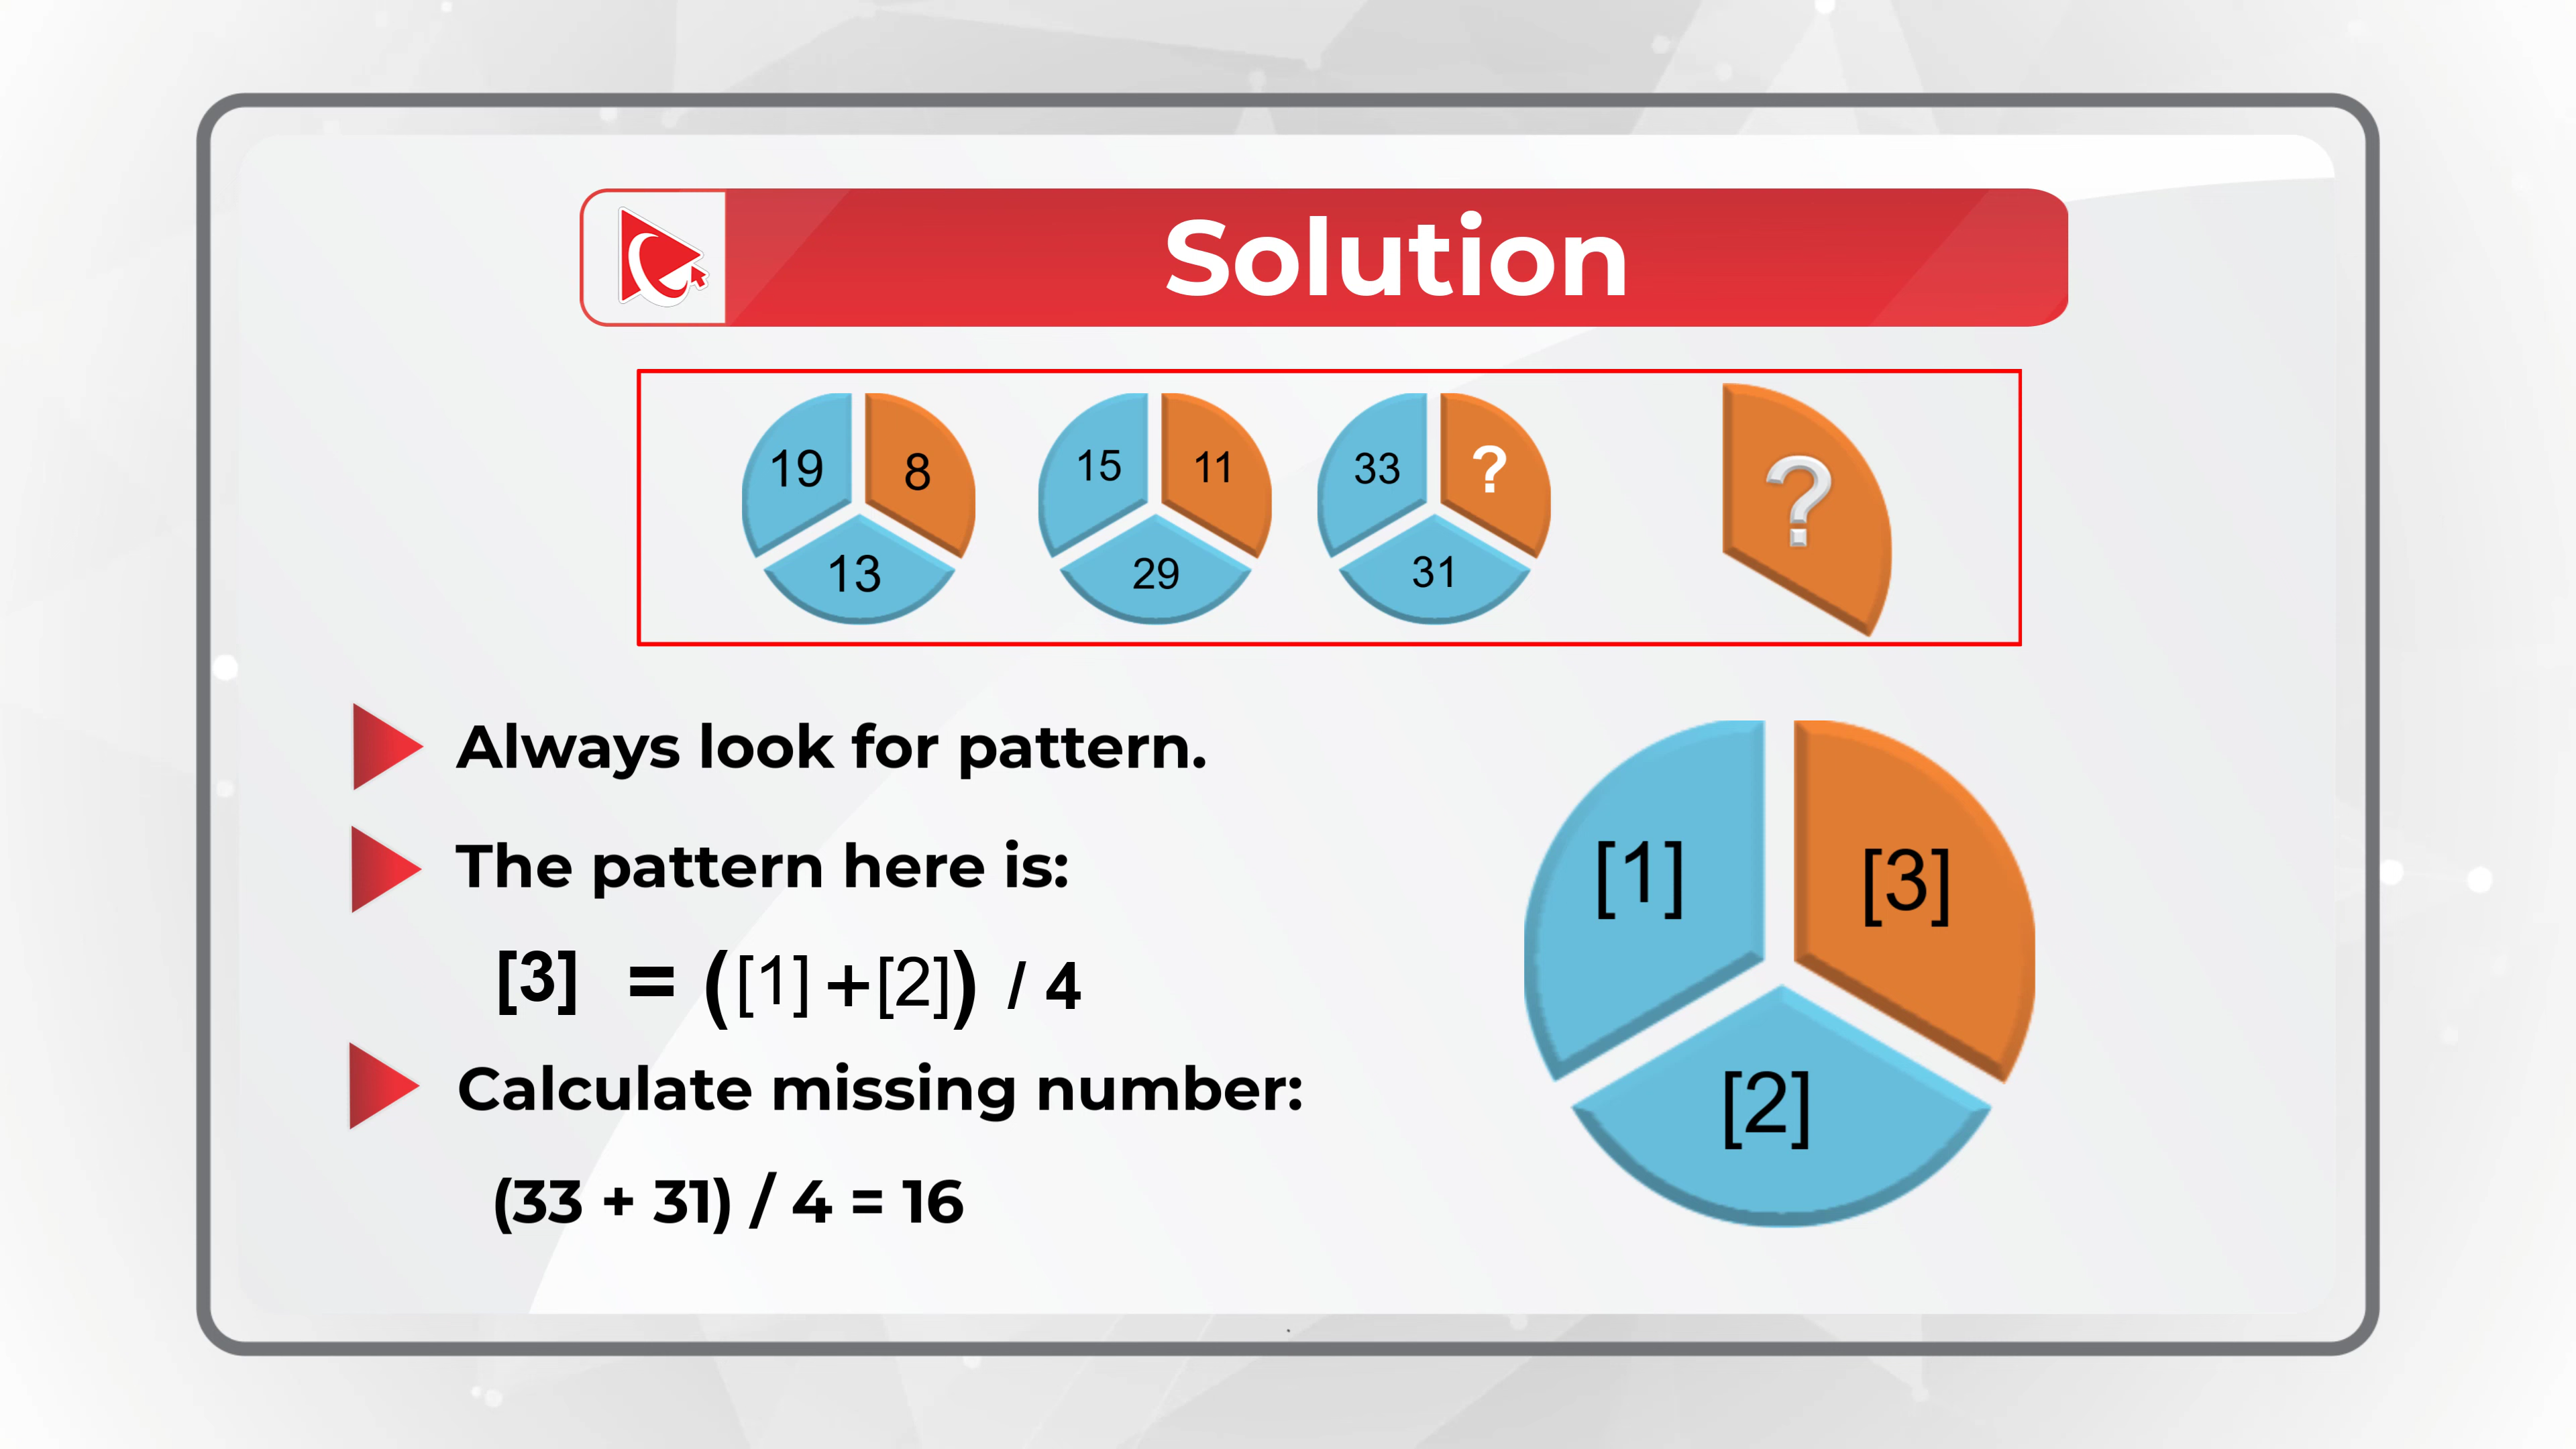 Solution
19 8 15 11 33 ? ?
13 29 31
Always look for pattern.
The pattern here is:
[3] = ([1] +[2]) / 4
Calculate missing number:
(33 + 31) / 4 = 16
[1] [3]
[2]